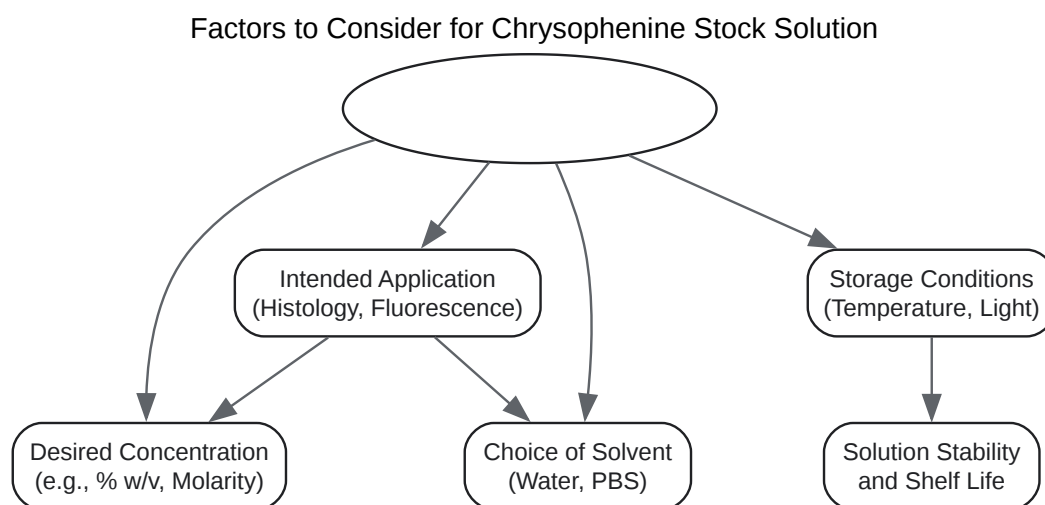 Factors to Consider for Chrysophenine Stock Solution
Intended Application
(Histology, Fluorescence)
Storage Conditions
(Temperature, Light)
Desired Concentration
(e.g., % w/v, Molarity)
Choice of Solvent
(Water, PBS)
Solution Stability
and Shelf Life